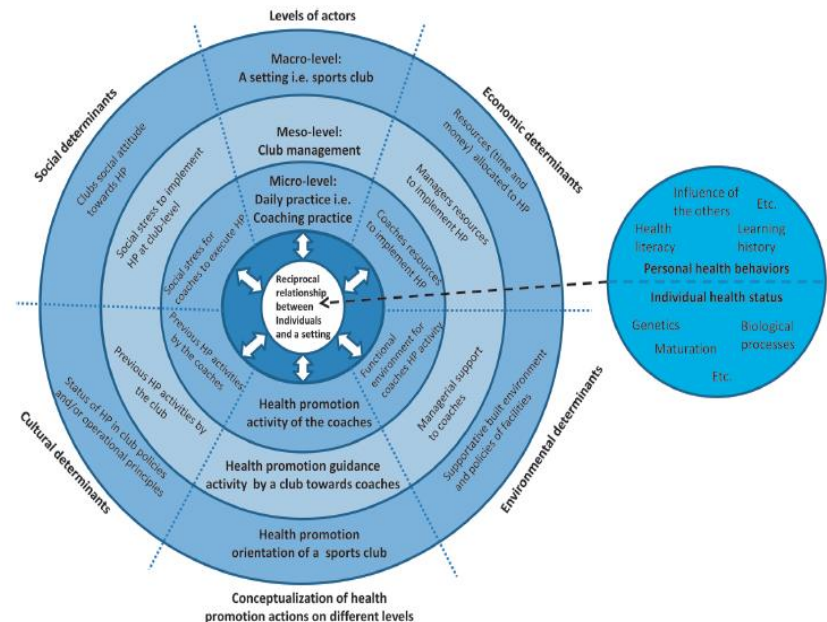 Levels of actors
Macro-level:
A setting i.e. sports club
Meso-level:
Club management
Micro-level:
Daily practice i.e.
Coaching practice
Social determinants
Clubs social attitude
towards HP
Social stress to implement
HP at club-level
Social stress for
coaches to execute HP
Economic determinants
Resources (time and
money) allocated to HP
Managers resources
to implement HP
Coaches resources
to implement HP
Reciprocal
relationship
between
Individuals
and a setting
Cultural determinants
Status of HP in club policies
and/or operational principles
Previous HP activities by
the club
Previous HP activities
by the coaches
Environmental determinants
Supportative built environment
and policies of facilities
Managerial support
to coaches
Functional
environment for
coaches HP activity
Health promotion
activity of the coaches
Health promotion guidance
activity by a club towards coaches
Health promotion
orientation of a sports club
Conceptualization of health
promotion actions on different levels
Influence of
the others
Etc.
Health
literacy
Learning
history
Personal health behaviors
Individual health status
Genetics
Biological
processes
Maturation
Etc.